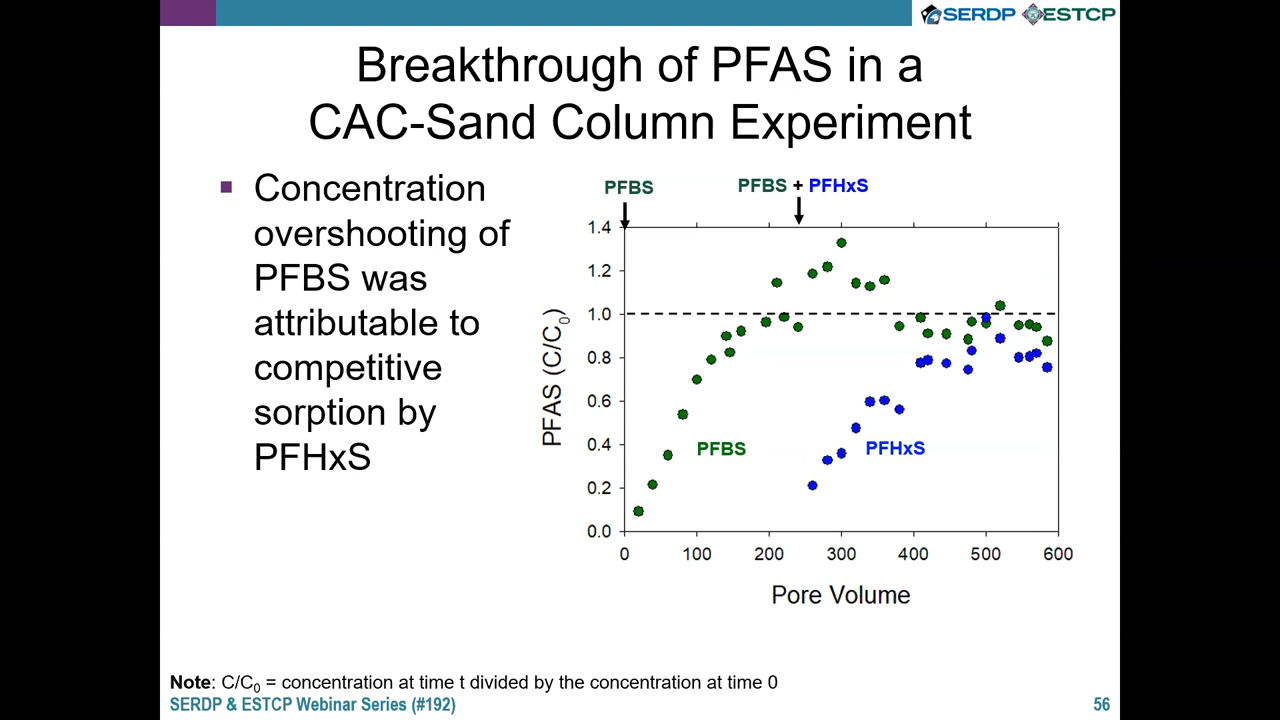 SERDP ESTCP
Breakthrough of PFAS in a
CAC-Sand Column Experiment
Concentration
overshooting of
PFBS was
attributable to
competitive
sorption by
PFHxS
PFBS
PFBS + PFHxS
1.4
1.2
1.0
0.8
0.6
0.4
0.2
0.0
PFAS (C/C₀)
PFBS
PFHxS
0 100 200 300 400 500 600
Pore Volume
Note: C/C₀ = concentration at time t divided by the concentration at time 0
SERDP & ESTCP Webinar Series (#192)
56